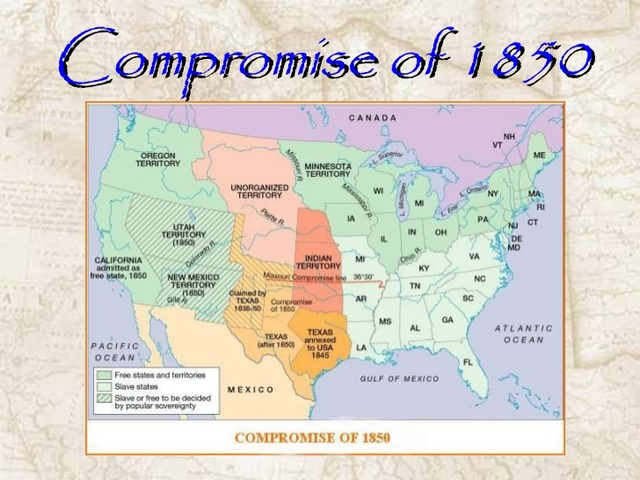 Compromise of 1850
CANADA
NH
VT
ME
OREGON
TERRITORY
Missouri R.
MINNESOTA
TERRITORY
L. Superior
UNORGANIZED
TERRITORY
Mississippi R.
WI
L. Michigan
MI
L. Ontario
NY
MA
RI
L. Erie
Platte R.
IA
PA
NJ
CT
UTAH
TERRITORY
(1850)
IL
IN
OH
DE
MD
Colorado R.
Ohio R.
CALIFORNIA
admitted as
free state, 1850
INDIAN
TERRITORY
MI
VA
KY
NEW MEXICO
TERRITORY
(1850)
Missouri Compromise line
36°30'
NC
TN
Gila R.
Claimed by
TEXAS
1836-50
Compromise
of 1850
AR
SC
MS
AL
GA
TEXAS
(after 1850)
TEXAS
annexed
to USA
1845
LA
ATLANTIC
OCEAN
PACIFIC
OCEAN
FL
GULF OF MEXICO
MEXICO
Free states and territories
Slave states
Slave or free to be decided
by popular sovereignty
COMPROMISE OF 1850